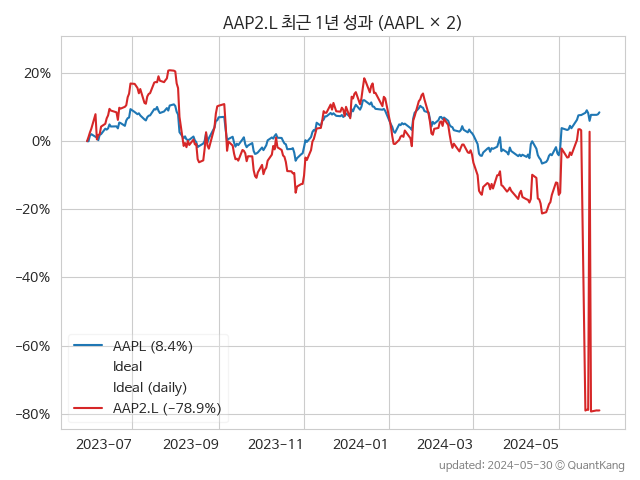 AAP2.L 최근 1년 성과 (AAPL × 2)
20%
0%
−20%
−40%
−60%
−80%
AAPL (8.4%)
Ideal
Ideal (daily)
AAP2.L (−78.9%)
2023−07
2023−09
2023−11
2024−01
2024−03
2024−05
updated: 2024-05-30 © QuantKang